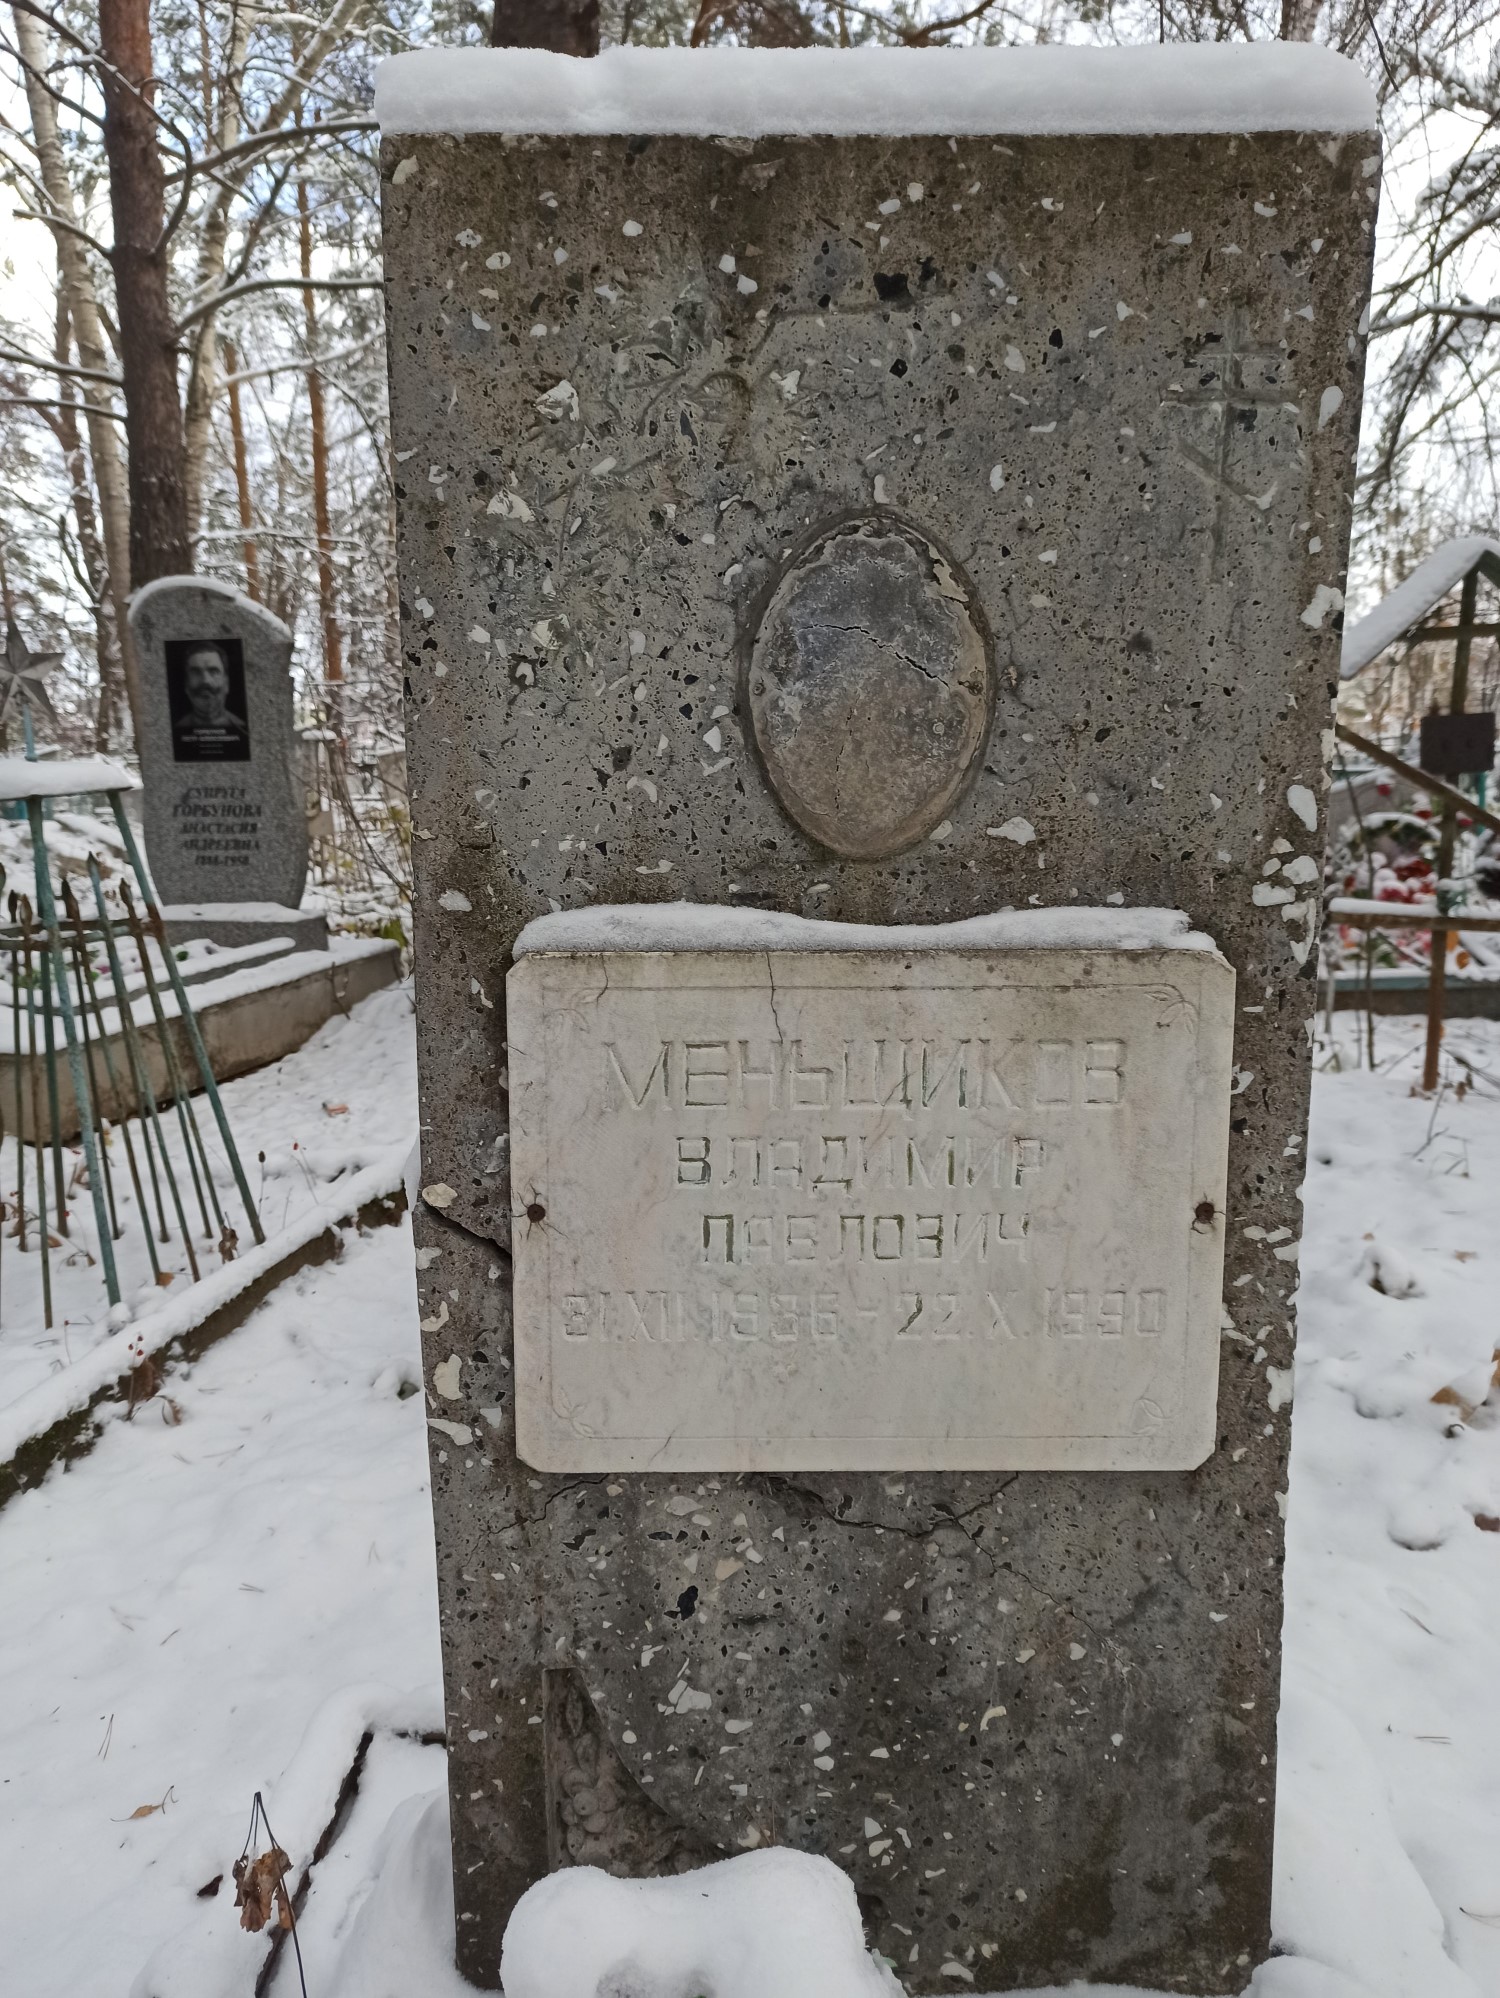 МЕНЬЩИКОВ
ВЛАДИМИР
ПАВЛОВИЧ
31.XII.1936 - 22.X.1990
СУПРУГА
ГОРБУНОВА
АНАСТАСИЯ
АНДРЕЕВНА